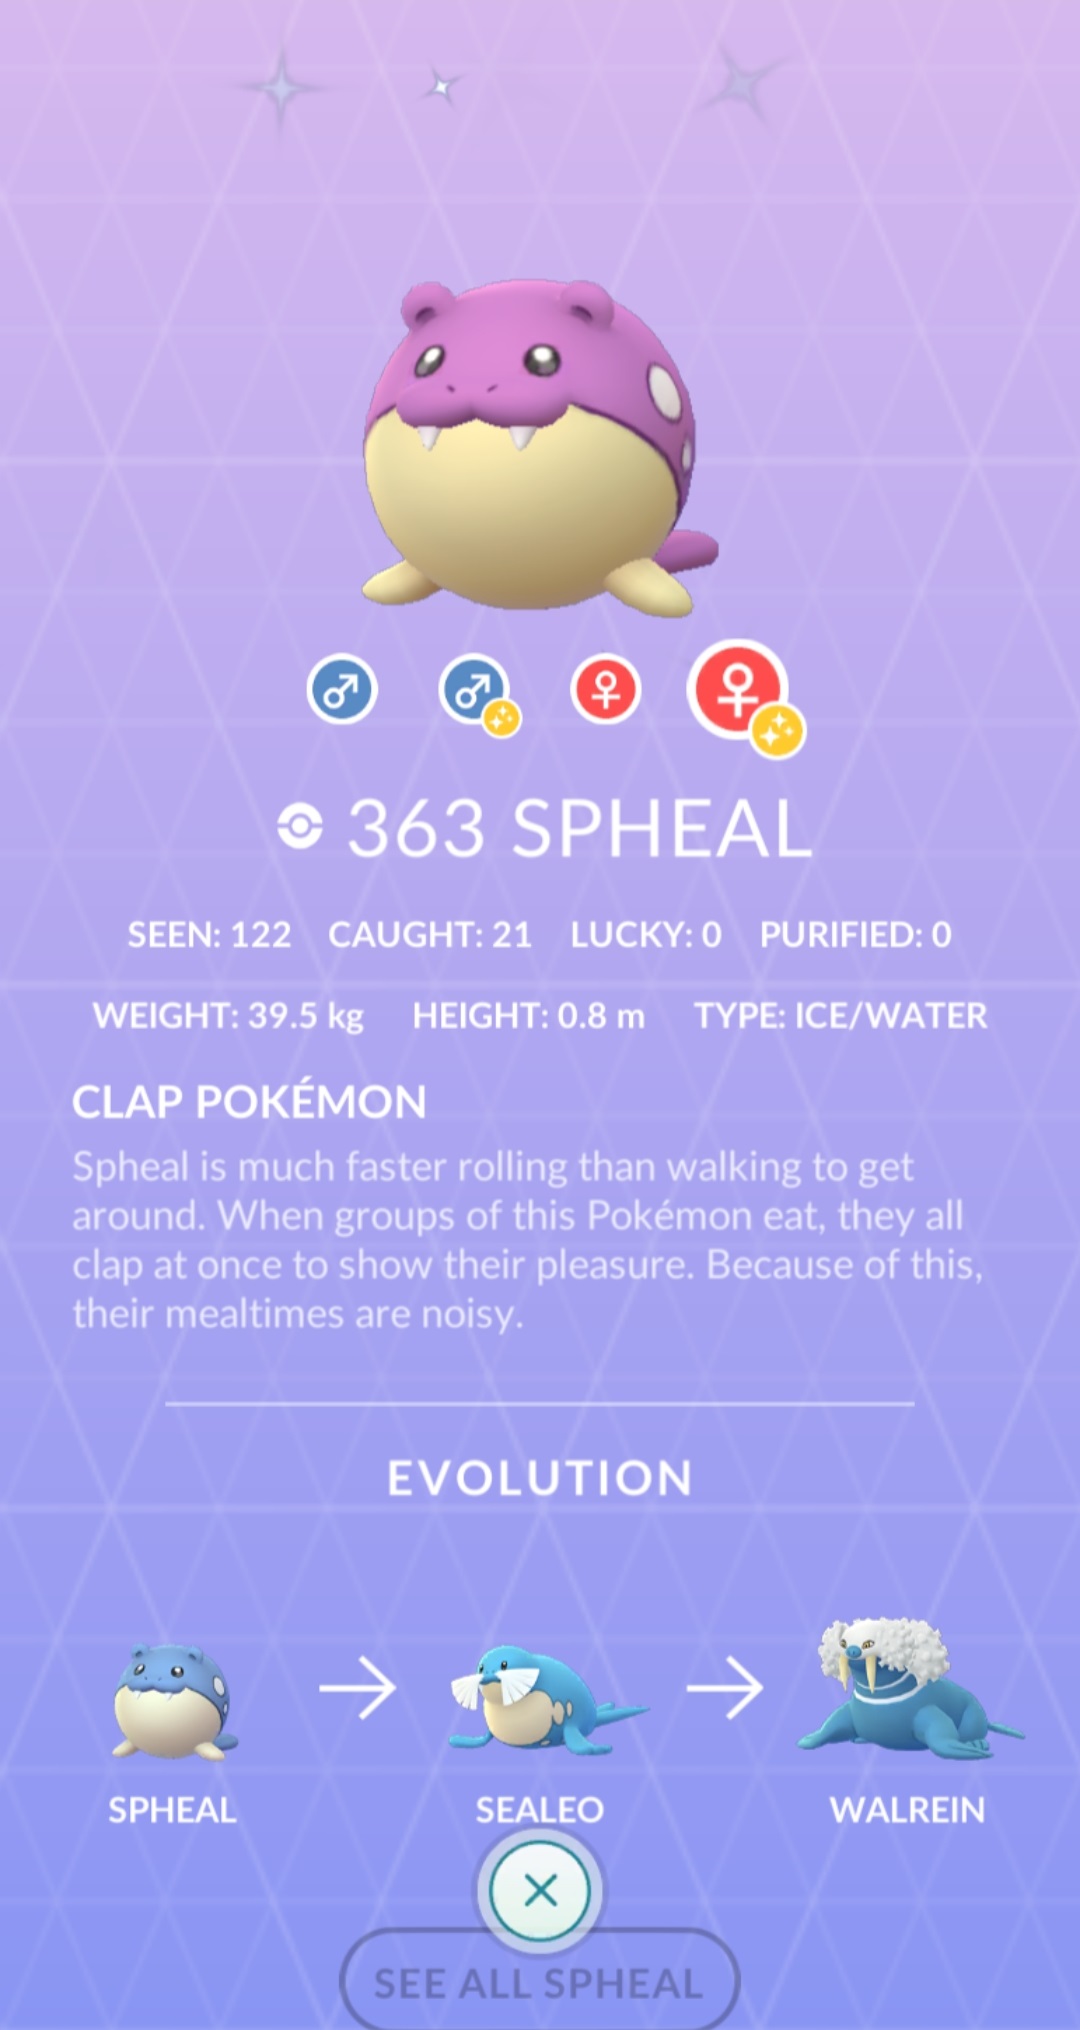 363 SPHEAL
SEEN: 122 CAUGHT: 21 LUCKY: 0 PURIFIED: 0
WEIGHT: 39.5 kg HEIGHT: 0.8 m TYPE: ICE/WATER
CLAP POKÉMON
Spheal is much faster rolling than walking to get
around. When groups of this Pokémon eat, they all
clap at once to show their pleasure. Because of this,
their mealtimes are noisy.
EVOLUTION
SPHEAL SEALEO WALREIN
SEE ALL SPHEAL